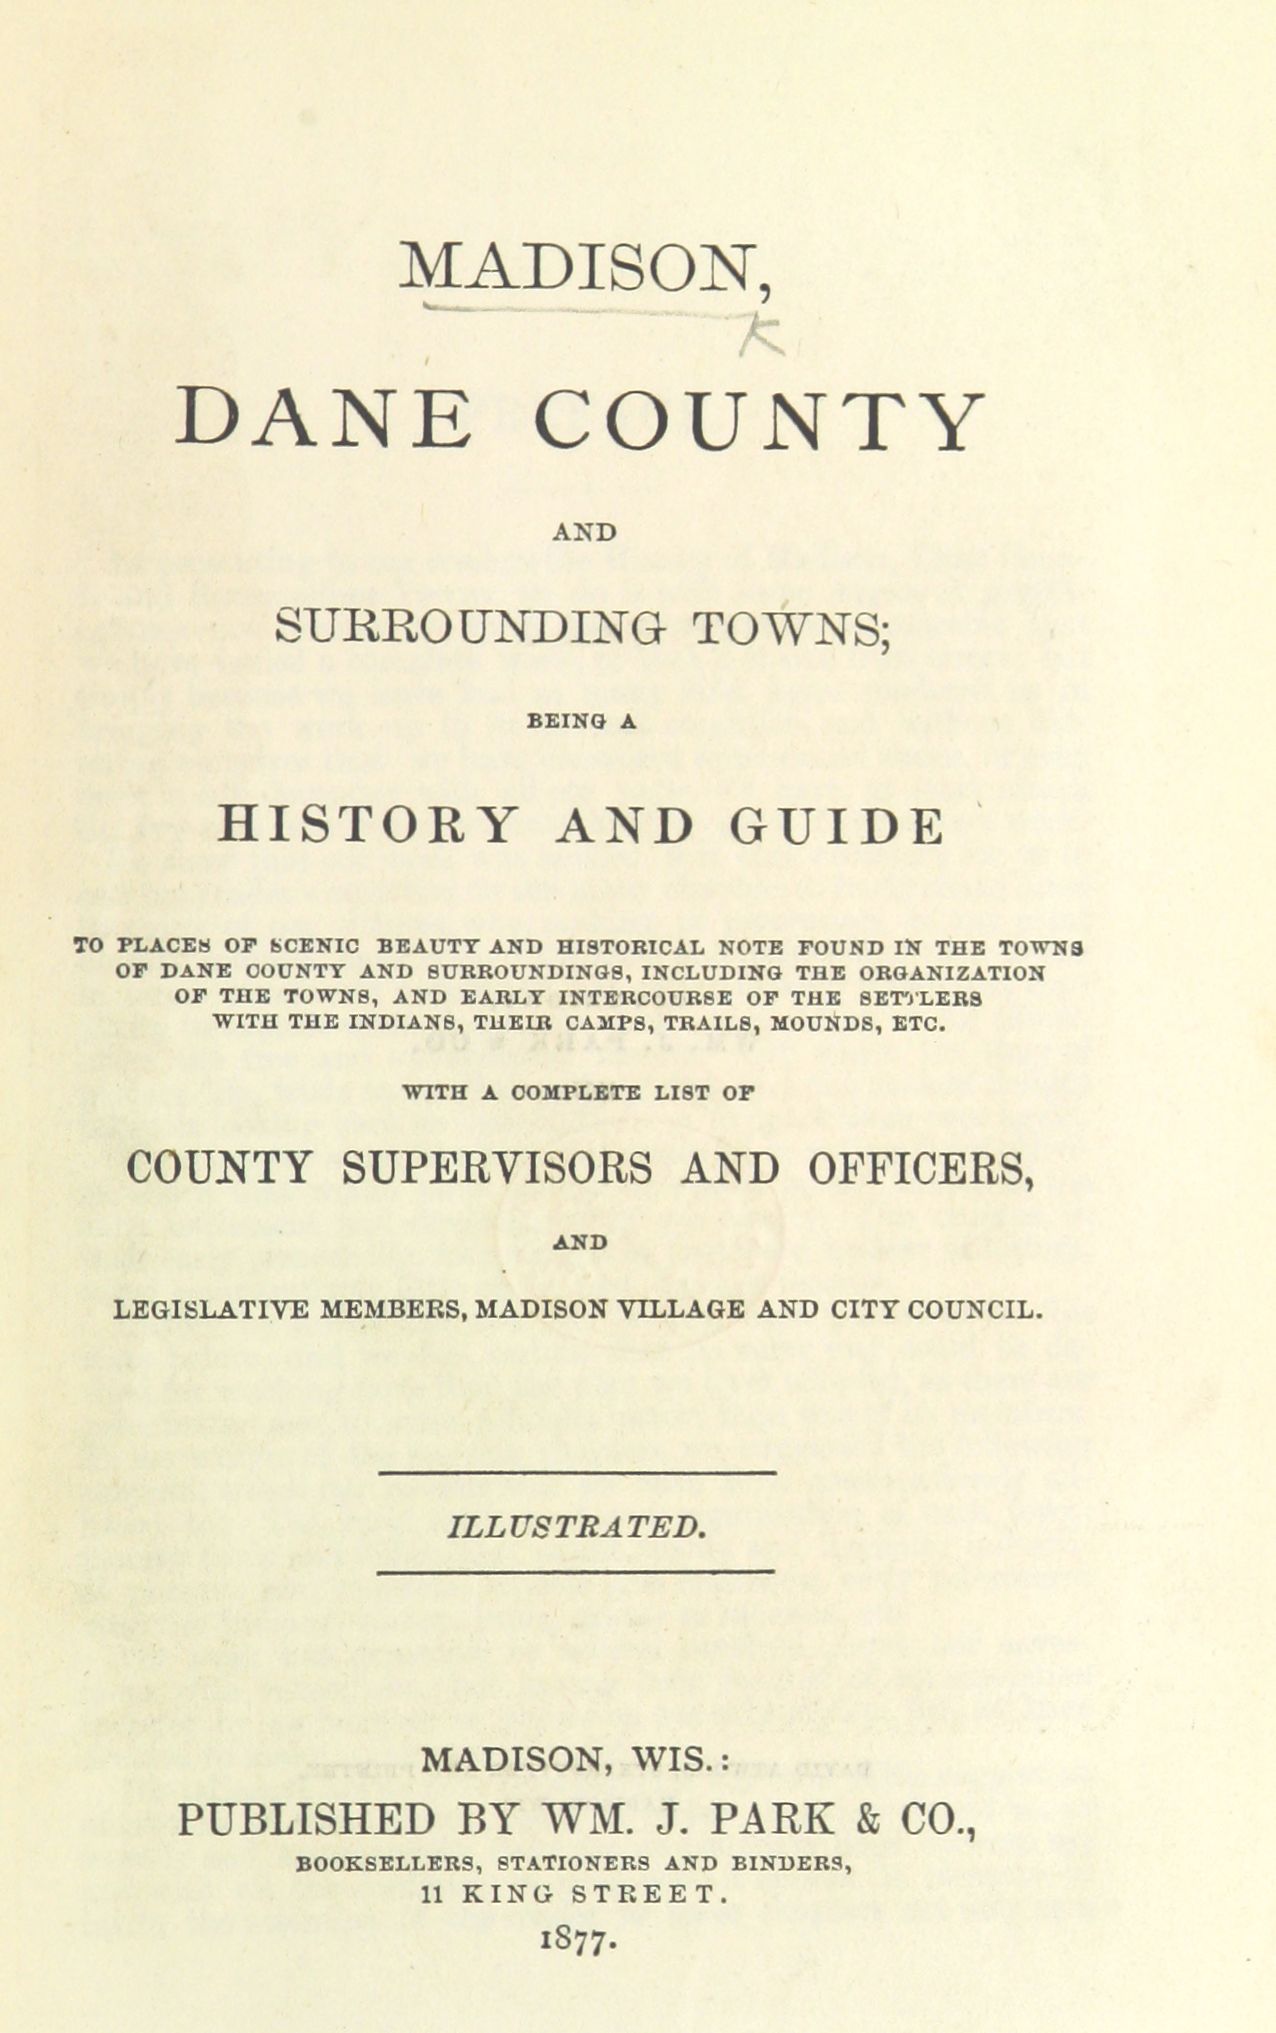 MADISON,
K
DANE COUNTY
AND
SURROUNDING TOWNS;
BEING A
HISTORY AND GUIDE
TO PLACES OF SCENIC BEAUTY AND HISTORICAL NOTE FOUND IN THE TOWNS
OF DANE COUNTY AND SURROUNDINGS, INCLUDING THE ORGANIZATION
OF THE TOWNS, AND EARLY INTERCOURSE OF THE SETTLERS
WITH THE INDIANS, THEIR CAMPS, TRAILS, MOUNDS, ETC.
WITH A COMPLETE LIST OF
COUNTY SUPERVISORS AND OFFICERS,
AND
LEGISLATIVE MEMBERS, MADISON VILLAGE AND CITY COUNCIL.
ILLUSTRATED.
MADISON, WIS.:
PUBLISHED BY WM. J. PARK & CO.,
BOOKSELLERS, STATIONERS AND BINDERS,
11 KING STREET.
1877.